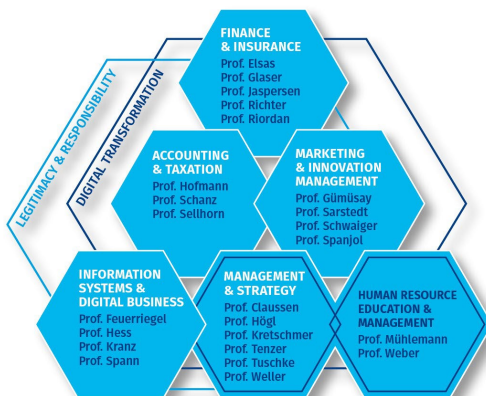 FINANCE
& INSURANCE
Prof. Elsas
Prof. Glaser
Prof. Jaspersen
Prof. Richter
Prof. Riordan
LEGITIMACY & RESPONSIBILITY
DIGITAL TRANSFORMATION
ACCOUNTING
& TAXATION
Prof. Hofmann
Prof. Schanz
Prof. Sellhorn
MARKETING
& INNOVATION
MANAGEMENT
Prof. Gümüsay
Prof. Sarstedt
Prof. Schwaiger
Prof. Spanjol
INFORMATION
SYSTEMS &
DIGITAL BUSINESS
Prof. Feuerriegel
Prof. Hess
Prof. Kranz
Prof. Spann
MANAGEMENT
& STRATEGY
Prof. Claussen
Prof. Högl
Prof. Kretschmer
Prof. Tenzer
Prof. Tuschke
Prof. Weller
HUMAN RESOURCE
EDUCATION &
MANAGEMENT
Prof. Mühlemann
Prof. Weber